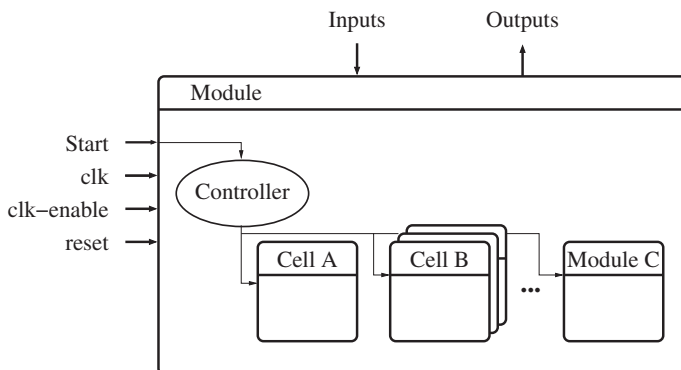 Inputs
Outputs
Module
Start
clk
clk−enable
reset
Controller
Cell A
Cell B
...
Module C